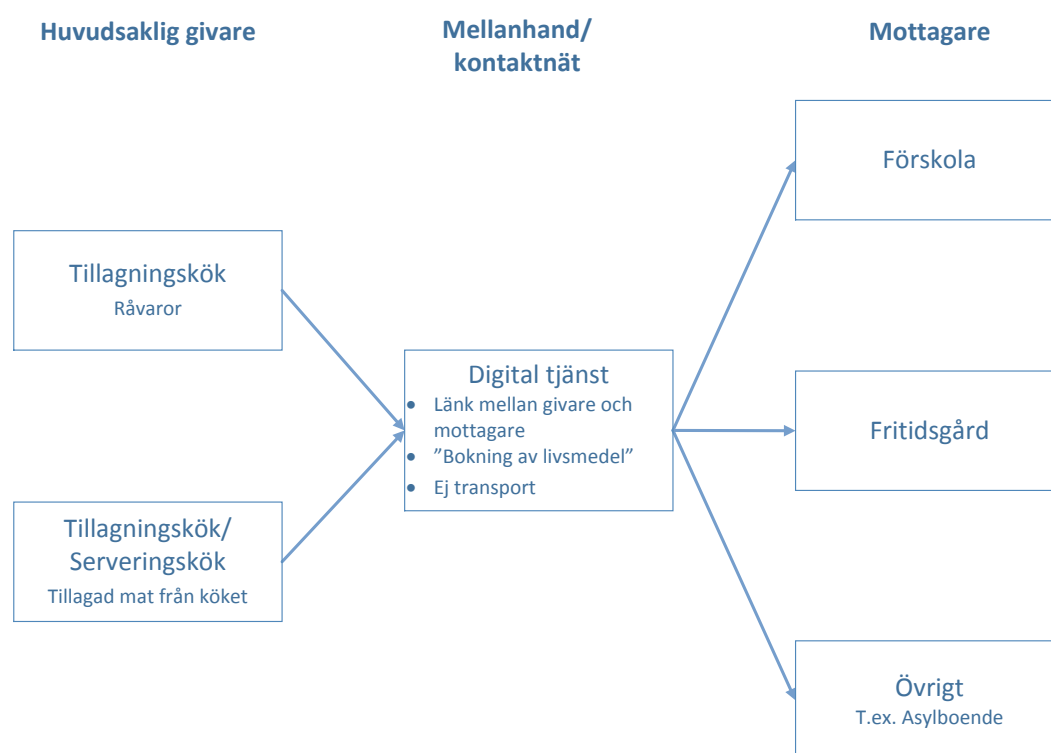 Huvudsaklig givare
Mellanhand/
kontaktnät
Mottagare
Tillagningskök
Råvaror
Tillagningskök/
Serveringskök
Tillagad mat från köket
Digital tjänst
• Länk mellan givare och
mottagare
• ”Bokning av livsmedel”
• Ej transport
Förskola
Fritidsgård
Övrigt
T.ex. Asylboende